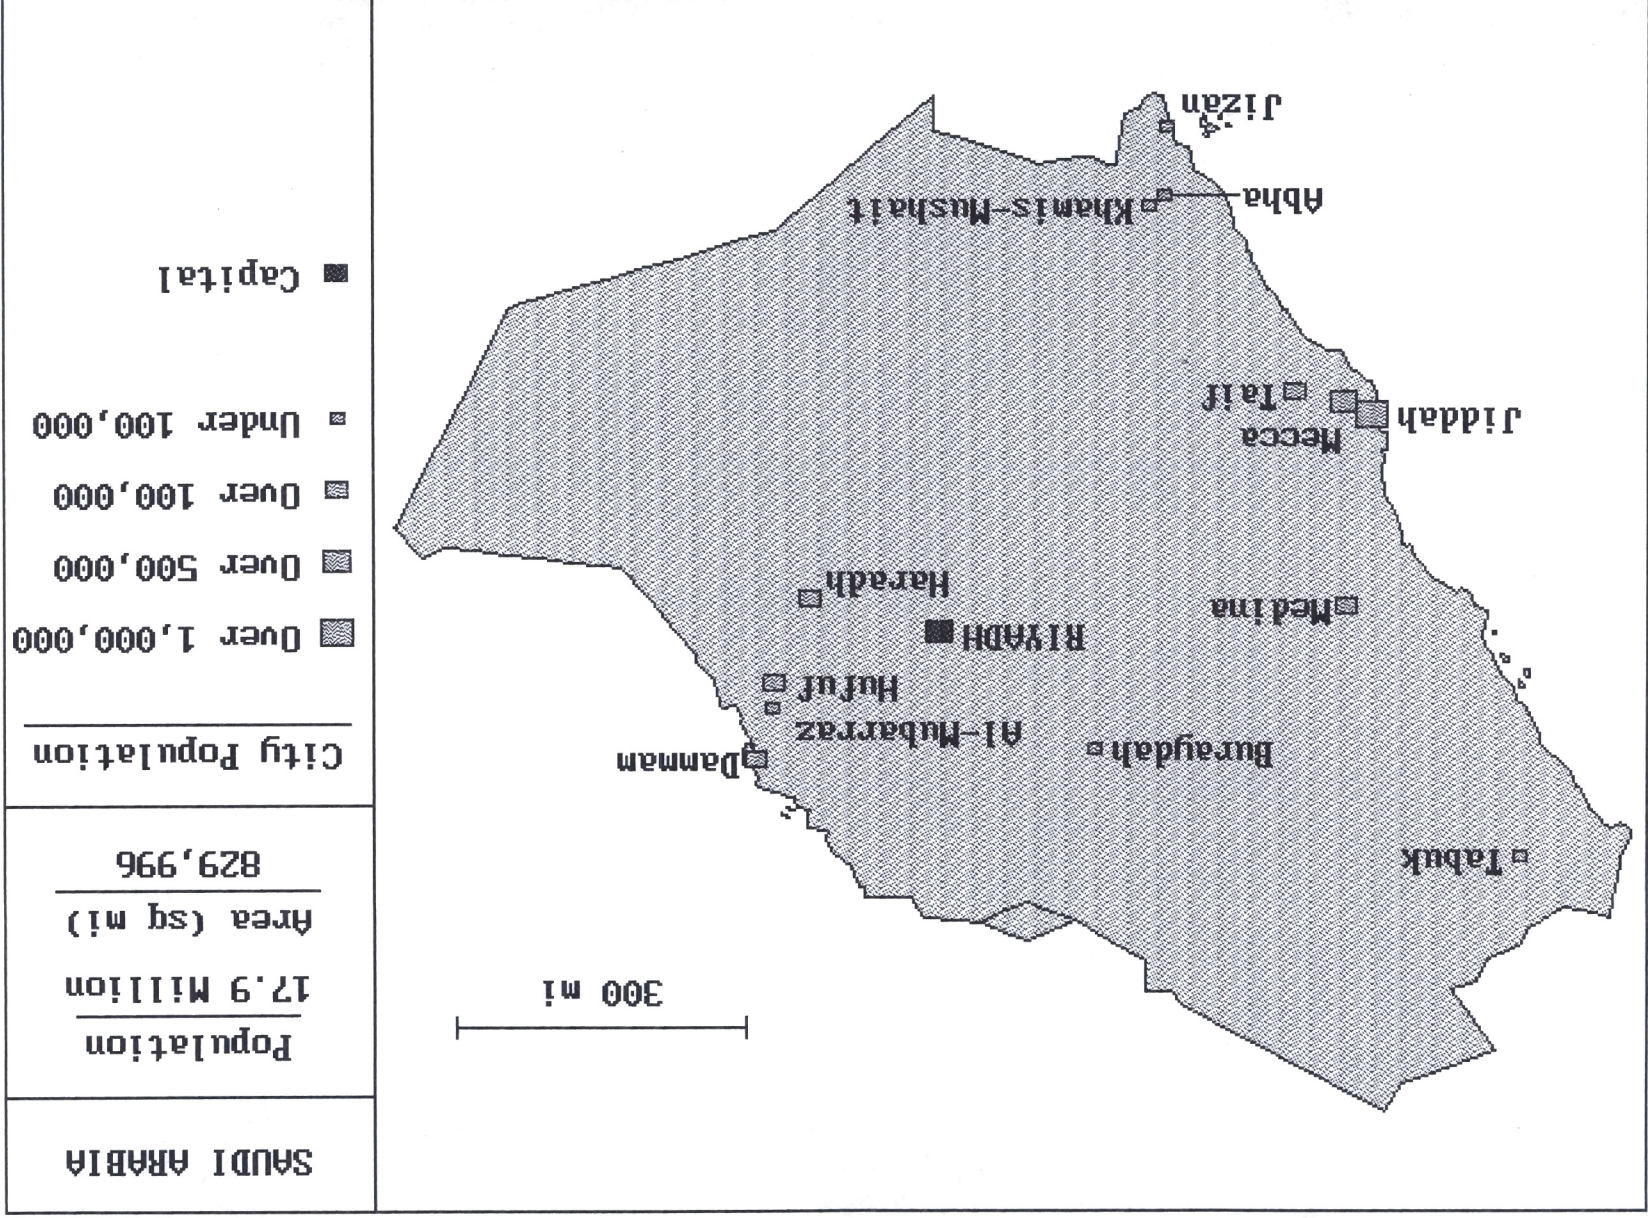 SAUDI ARABIA
Population
17.9 Million
Area (sq mi)
829,996
City Population
Over 1,000,000
Over 500,000
Over 100,000
Under 100,000
Capital
300 mi
Tabuk
Buraydah
Dammam
Al-Mubarraz
Hufuf
RIYADH
Haradh
Medina
Jiddah
Mecca
Taif
Abha
Khamis-Mushait
Jizan